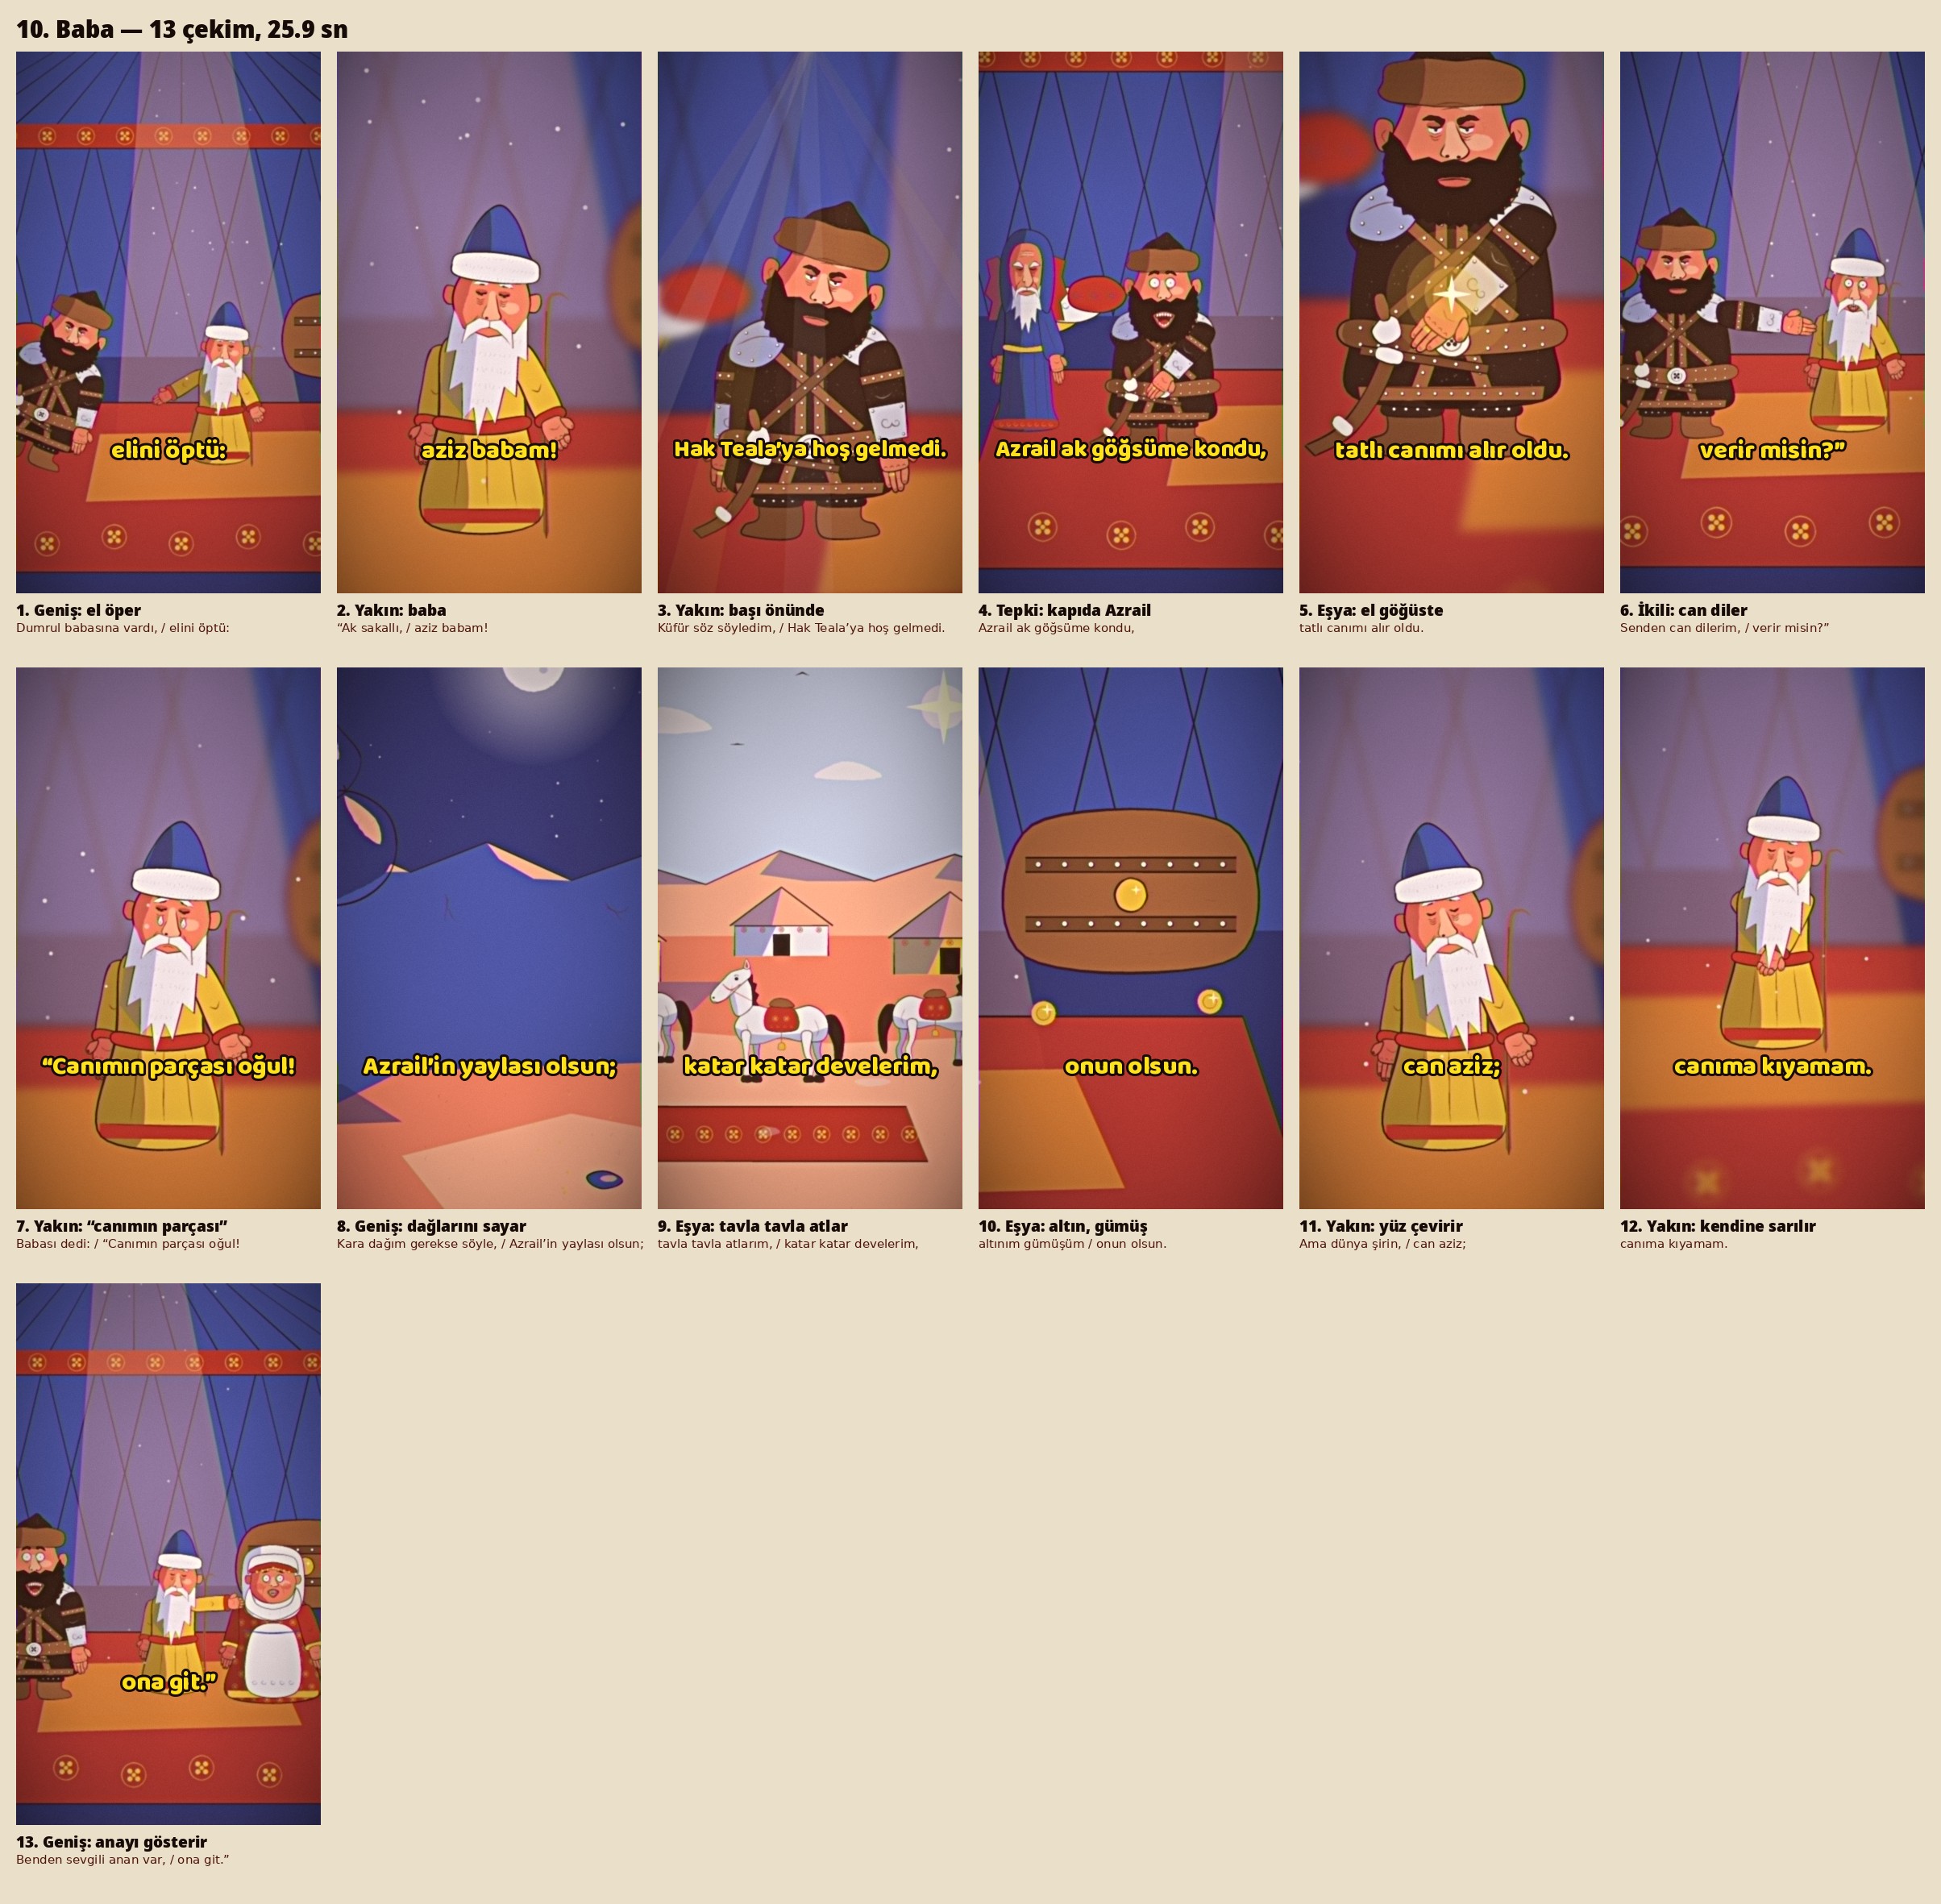 10. Baba — 13 çekim, 25.9 sn
elini öptü:
aziz babam!
Hak Teala’ya hoş gelmedi.
Azrail ak göğsüme kondu,
tatlı canımı alır oldu.
verir misin?”
1. Geniş: el öper
Dumrul babasına vardı, / elini öptü:
2. Yakın: baba
“Ak sakallı, / aziz babam!
3. Yakın: başı önünde
Küfür söz söyledim, / Hak Teala’ya hoş gelmedi.
4. Tepki: kapıda Azrail
Azrail ak göğsüme kondu,
5. Eşya: el göğüste
tatlı canımı alır oldu.
6. İkili: can diler
Senden can dilerim, / verir misin?”
“Canımın parçası oğul!
Azrail’in yaylası olsun;
katar katar develerim,
onun olsun.
can aziz;
canıma kıyamam.
7. Yakın: “canımın parçası”
Babası dedi: / “Canımın parçası oğul!
8. Geniş: dağlarını sayar
Kara dağım gerekse söyle, / Azrail’in yaylası olsun;
9. Eşya: tavla tavla atlar
tavla tavla atlarım, / katar katar develerim,
10. Eşya: altın, gümüş
altınım gümüşüm / onun olsun.
11. Yakın: yüz çevirir
Ama dünya şirin, / can aziz;
12. Yakın: kendine sarılır
canıma kıyamam.
ona git.”
13. Geniş: anayı gösterir
Benden sevgili anan var, / ona git.”